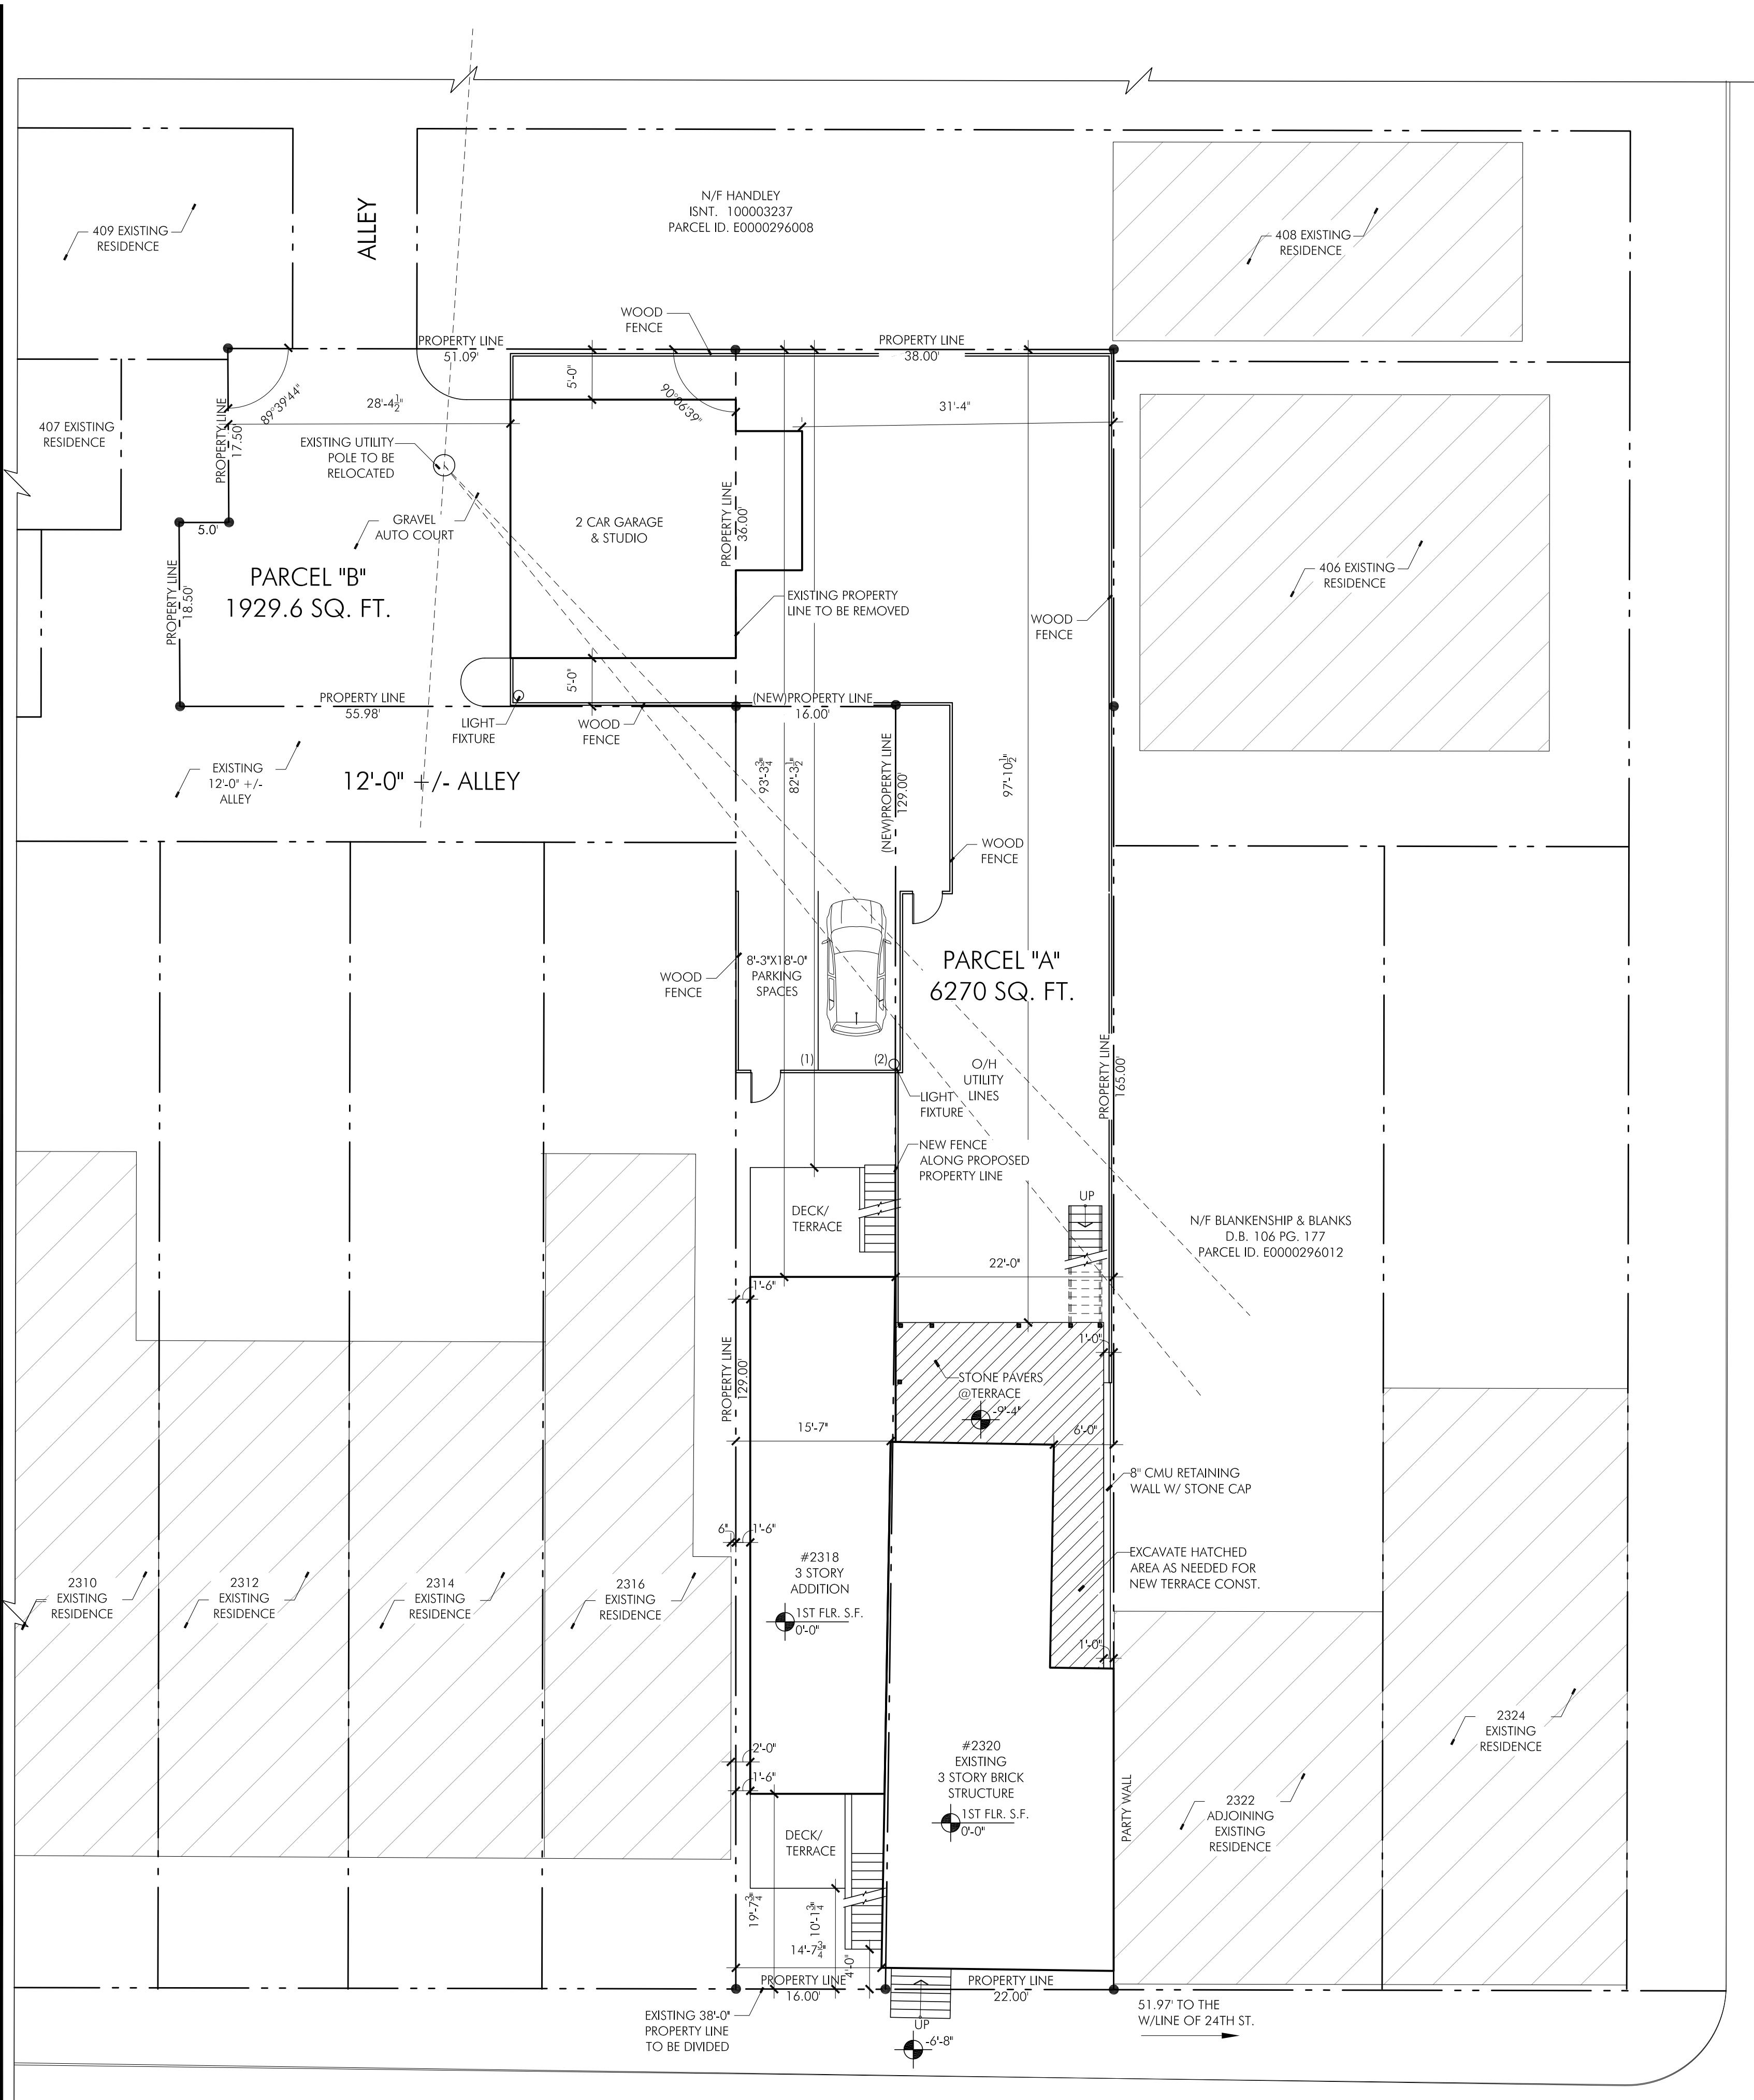 N/F HANDLEY
ISNT. 100003237
PARCEL ID. E0000296008
409 EXISTING
RESIDENCE
ALLEY
408 EXISTING
RESIDENCE
WOOD
FENCE
PROPERTY LINE
51.09'
PROPERTY LINE
38.00'
5'-0"
89°39'44"
90°06'39"
28'-4½"
31'-4"
407 EXISTING
RESIDENCE
PROPERTY LINE
17.50'
EXISTING UTILITY
POLE TO BE
RELOCATED
GRAVEL
AUTO COURT
2 CAR GARAGE
& STUDIO
PROPERTY LINE
36.00'
5.0'
PARCEL "B"
1929.6 SQ. FT.
PROPERTY LINE
18.50'
EXISTING PROPERTY
LINE TO BE REMOVED
406 EXISTING
RESIDENCE
WOOD
FENCE
5'-0"
PROPERTY LINE
55.98'
(NEW)PROPERTY LINE
16.00'
LIGHT
FIXTURE
WOOD
FENCE
EXISTING
12'-0" +/-
ALLEY
12'-0" +/- ALLEY
93'-3¾"
82'-3½"
(NEW)PROPERTY LINE
129.00'
97'-10½"
WOOD
FENCE
PARCEL "A"
6270 SQ. FT.
WOOD
FENCE
8'-3"X18'-0"
PARKING
SPACES
(1)
(2)
O/H
UTILITY
LINES
LIGHT
FIXTURE
PROPERTY LINE
165.00'
NEW FENCE
ALONG PROPOSED
PROPERTY LINE
UP
DECK/
TERRACE
N/F BLANKENSHIP & BLANKS
D.B. 106 PG. 177
PARCEL ID. E0000296012
22'-0"
1'-6"
1'-0"
PROPERTY LINE
129.00'
STONE PAVERS
@TERRACE
-9'-4"
15'-7"
6'-0"
8" CMU RETAINING
WALL W/ STONE CAP
6"
1'-6"
EXCAVATE HATCHED
AREA AS NEEDED FOR
NEW TERRACE CONST.
#2318
3 STORY
ADDITION
1ST FLR. S.F.
0'-0"
2310
EXISTING
RESIDENCE
2312
EXISTING
RESIDENCE
2314
EXISTING
RESIDENCE
2316
EXISTING
RESIDENCE
1'-0"
2'-0"
1'-6"
#2320
EXISTING
3 STORY BRICK
STRUCTURE
1ST FLR. S.F.
0'-0"
PARTY WALL
2322
ADJOINING
EXISTING
RESIDENCE
2324
EXISTING
RESIDENCE
DECK/
TERRACE
19'-7¾"
10'-1¾"
14'-7¾"
4'-0"
PROPERTY LINE
16.00'
PROPERTY LINE
22.00'
EXISTING 38'-0"
PROPERTY LINE
TO BE DIVIDED
UP
-6'-8"
51.97' TO THE
W/LINE OF 24TH ST.